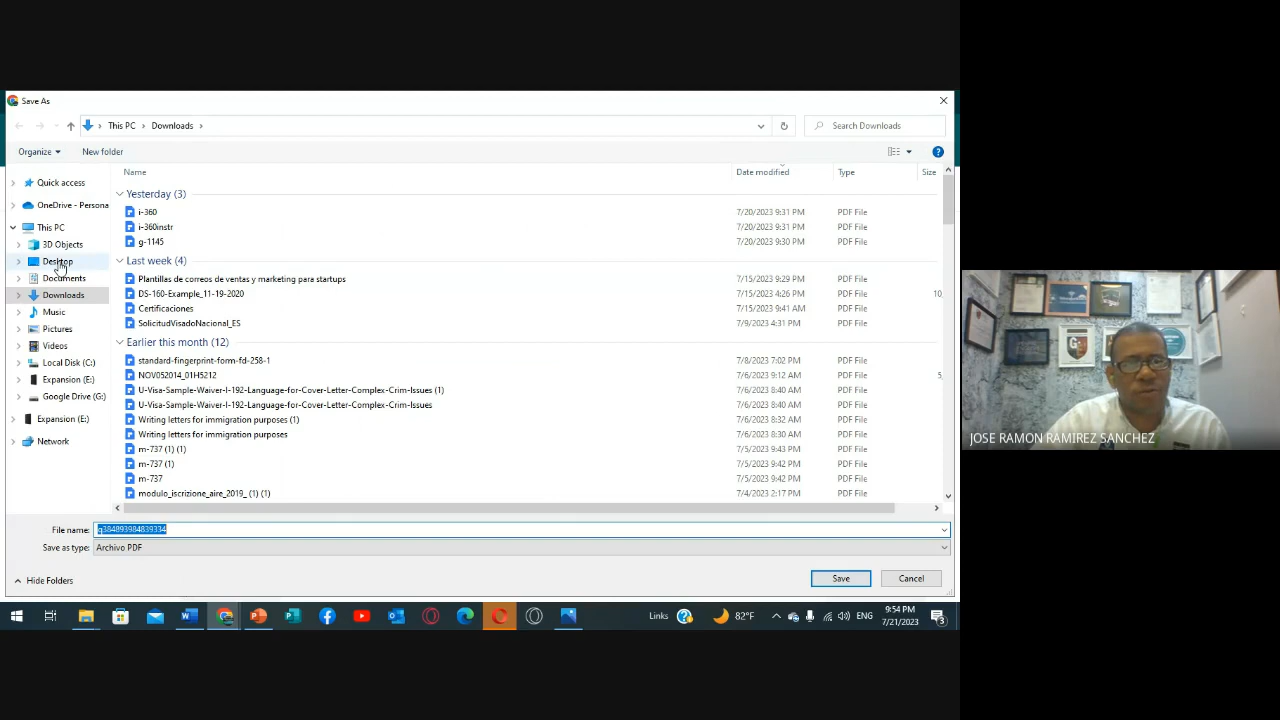 Save As
This PC > Downloads >
Search Downloads
Organize
New folder
Name
Date modified
Type
Size
Quick access
OneDrive - Persona
This PC
3D Objects
Desktop
Documents
Downloads
Music
Pictures
Videos
Local Disk (C:)
Expansion (E:)
Google Drive (G:)
Expansion (E:)
Network
Yesterday (3)
i-360 7/20/2023 9:31 PM PDF File
i-360instr 7/20/2023 9:31 PM PDF File
g-1145 7/20/2023 9:30 PM PDF File
Last week (4)
Plantillas de correos de ventas y marketing para startups 7/15/2023 9:29 PM PDF File
DS-160-Example_11-19-2020 7/15/2023 4:26 PM PDF File 10
Certificaciones 7/15/2023 9:41 AM PDF File
SolicitudVisadoNacional_ES 7/9/2023 4:31 PM PDF File
Earlier this month (12)
standard-fingerprint-form-fd-258-1 7/8/2023 7:02 PM PDF File
NOV052014_01H5212 7/6/2023 9:12 AM PDF File 5
U-Visa-Sample-Waiver-I-192-Language-for-Cover-Letter-Complex-Crim-Issues (1) 7/6/2023 8:40 AM PDF File
U-Visa-Sample-Waiver-I-192-Language-for-Cover-Letter-Complex-Crim-Issues 7/6/2023 8:40 AM PDF File
Writing letters for immigration purposes (1) 7/6/2023 8:32 AM PDF File
Writing letters for immigration purposes 7/6/2023 8:30 AM PDF File
m-737 (1) (1) 7/5/2023 9:43 PM PDF File
m-737 (1) 7/5/2023 9:42 PM PDF File
m-737 7/5/2023 9:42 PM PDF File
modulo_iscrizione_aire_2019_ (1) (1) 7/4/2023 2:17 PM PDF File
File name: q384893984839334
Save as type: Archivo PDF
Hide Folders
Save
Cancel
Links
82°F
ENG
9:54 PM
7/21/2023
3
JOSE RAMON RAMIREZ SANCHEZ